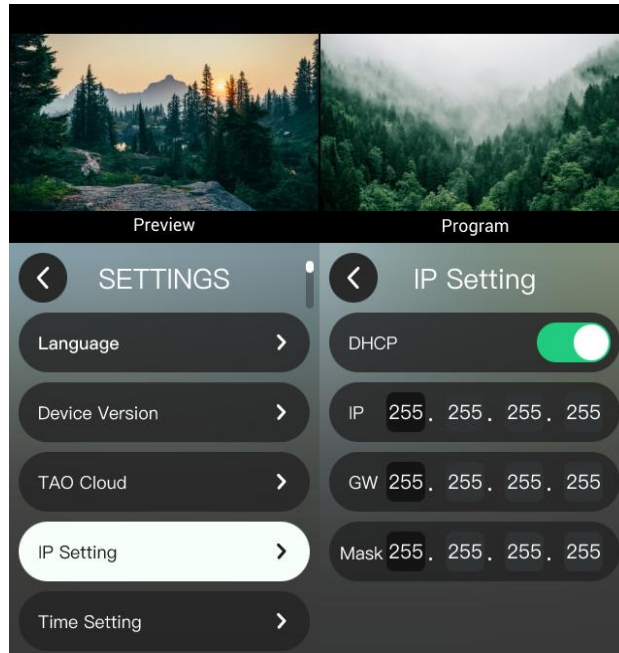 Preview
Program
SETTINGS
Language
Device Version
TAO Cloud
IP Setting
Time Setting
IP Setting
DHCP
IP 255. 255. 255. 255
GW 255. 255. 255. 255
Mask 255. 255. 255. 255